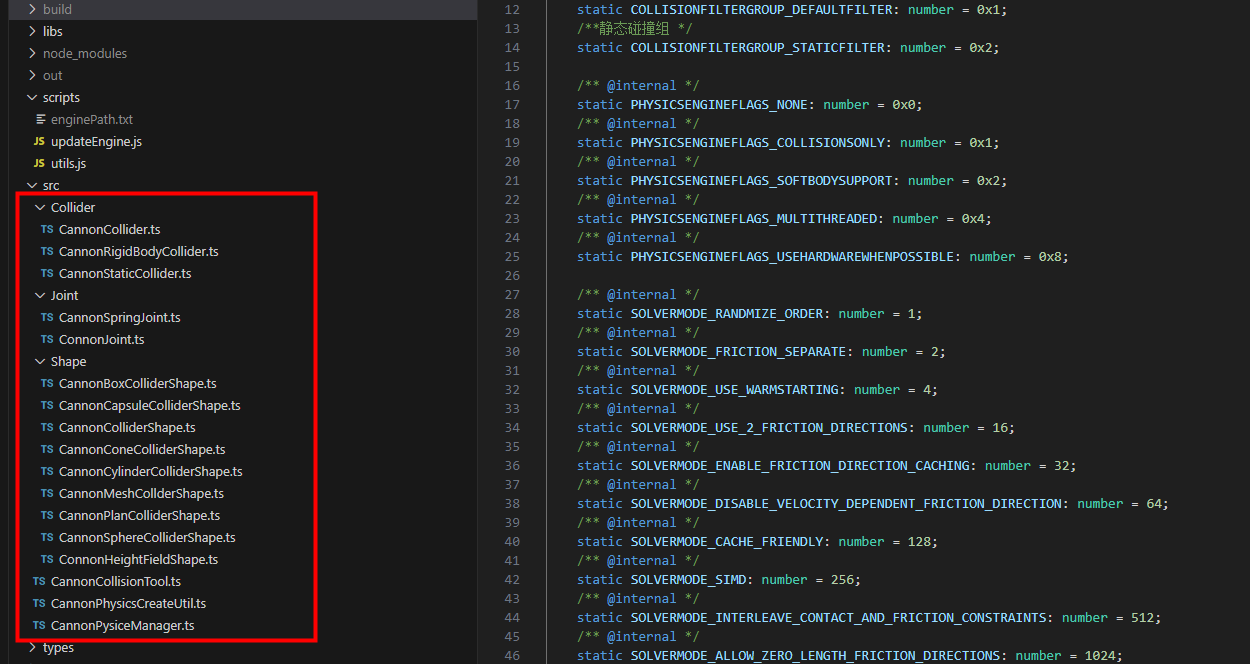 build
libs
node_modules
out
scripts
enginePath.txt
JS updateEngine.js
JS utils.js
src
Collider
TS CannonCollider.ts
TS CannonRigidBodyCollider.ts
TS CannonStaticCollider.ts
Joint
TS CannonSpringJoint.ts
TS ConnonJoint.ts
Shape
TS CannonBoxColliderShape.ts
TS CannonCapsuleColliderShape.ts
TS CannonColliderShape.ts
TS CannonConeColliderShape.ts
TS CannonCylinderColliderShape.ts
TS CannonMeshCollderShape.ts
TS CannonPlanColliderShape.ts
TS CannonSphereColliderShape.ts
TS ConnonHeightFieldShape.ts
TS CannonCollisionTool.ts
TS CannonPhysicsCreateUtil.ts
TS CannonPysiceManager.ts
types
12 static COLLISIONFILTERGROUP_DEFAULTFILTER: number = 0x1;
13 /**静态碰撞组 */
14 static COLLISIONFILTERGROUP_STATICFILTER: number = 0x2;
15
16 /** @internal */
17 static PHYSICSENGINEFLAGS_NONE: number = 0x0;
18 /** @internal */
19 static PHYSICSENGINEFLAGS_COLLISIONSONLY: number = 0x1;
20 /** @internal */
21 static PHYSICSENGINEFLAGS_SOFTBODYSUPPORT: number = 0x2;
22 /** @internal */
23 static PHYSICSENGINEFLAGS_MULTITHREADED: number = 0x4;
24 /** @internal */
25 static PHYSICSENGINEFLAGS_USEHARDWAREWHENPOSSIBLE: number = 0x8;
26
27 /** @internal */
28 static SOLVERMODE_RANDMIZE_ORDER: number = 1;
29 /** @internal */
30 static SOLVERMODE_FRICTION_SEPARATE: number = 2;
31 /** @internal */
32 static SOLVERMODE_USE_WARMSTARTING: number = 4;
33 /** @internal */
34 static SOLVERMODE_USE_2_FRICTION_DIRECTIONS: number = 16;
35 /** @internal */
36 static SOLVERMODE_ENABLE_FRICTION_DIRECTION_CACHING: number = 32;
37 /** @internal */
38 static SOLVERMODE_DISABLE_VELOCITY_DEPENDENT_FRICTION_DIRECTION: number = 64;
39 /** @internal */
40 static SOLVERMODE_CACHE_FRIENDLY: number = 128;
41 /** @internal */
42 static SOLVERMODE_SIMD: number = 256;
43 /** @internal */
44 static SOLVERMODE_INTERLEAVE_CONTACT_AND_FRICTION_CONSTRAINTS: number = 512;
45 /** @internal */
46 static SOLVERMODE_ALLOW_ZERO_LENGTH_FRICTION_DIRECTIONS: number = 1024;